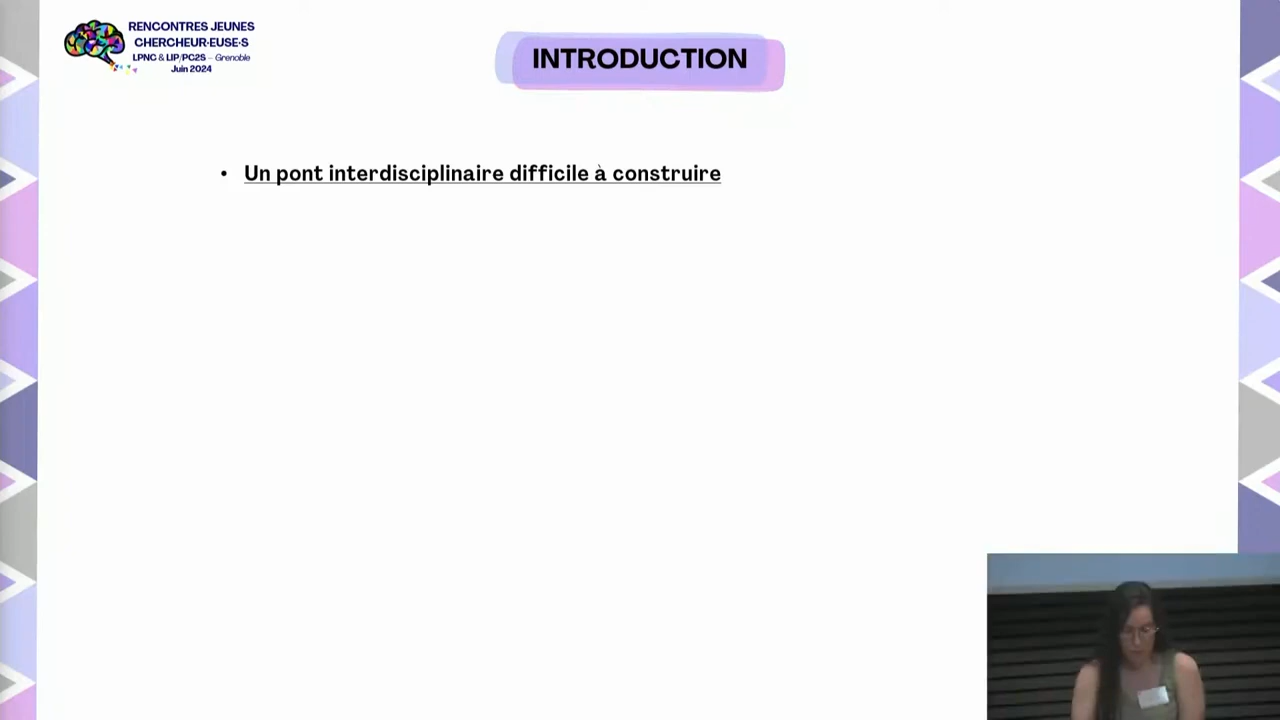 RENCONTRES JEUNES
CHERCHEUR·EUSE·S
LPNC & LIP/PC2S – Grenoble
Juin 2024
INTRODUCTION
• Un pont interdisciplinaire difficile à construire